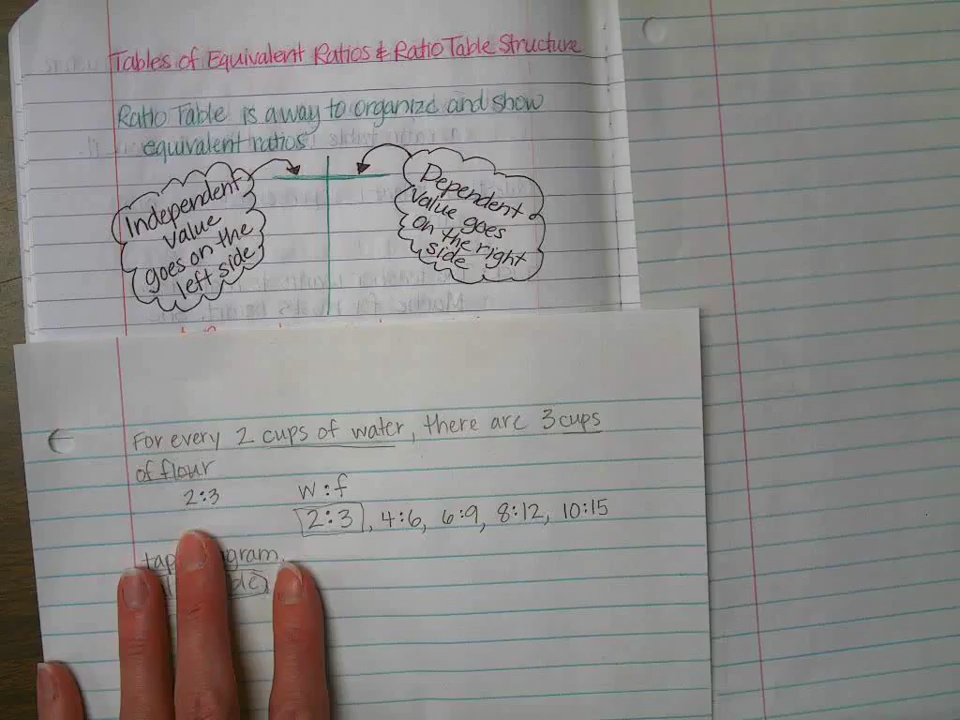 Tables of Equivalent Ratios & Ratio Table Structure
Ratio Table is a way to organize and show
equivalent ratios
Independent
value
goes on the
left side
Dependent
value goes
on the right
side
For every 2 cups of water, there are 3 cups
of flour
2:3
w:f
2:3, 4:6, 6:9, 8:12, 10:15